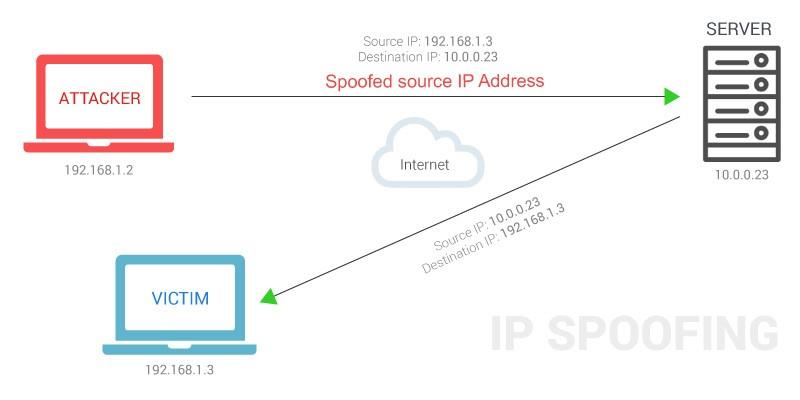 SERVER
Source IP: 192.168.1.3
Destination IP: 10.0.0.23
Spoofed source IP Address
ATTACKER
192.168.1.2
Internet
10.0.0.23
Source IP: 10.0.0.23
Destination IP: 192.168.1.3
VICTIM
192.168.1.3
IP SPOOFING